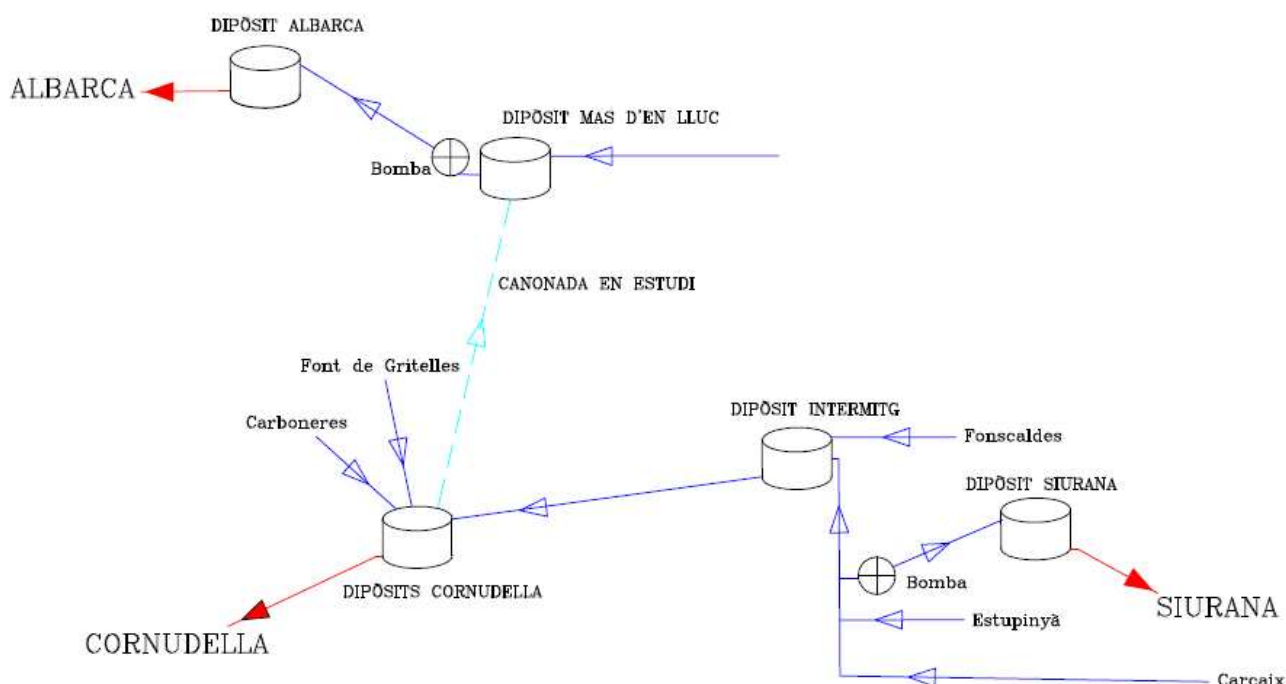 DIPÒSIT ALBARCA
ALBARCA
DIPÒSIT MAS D'EN LLUC
Bomba
CANONADA EN ESTUDI
Font de Gritelles
Carboneres
DIPÒSIT INTERMITG
Fonscaldes
DIPÒSIT SIURANA
DIPÒSITS CORNUDELLA
Bomba
SIURANA
Estupinyà
CORNUDELLA
Carcaix